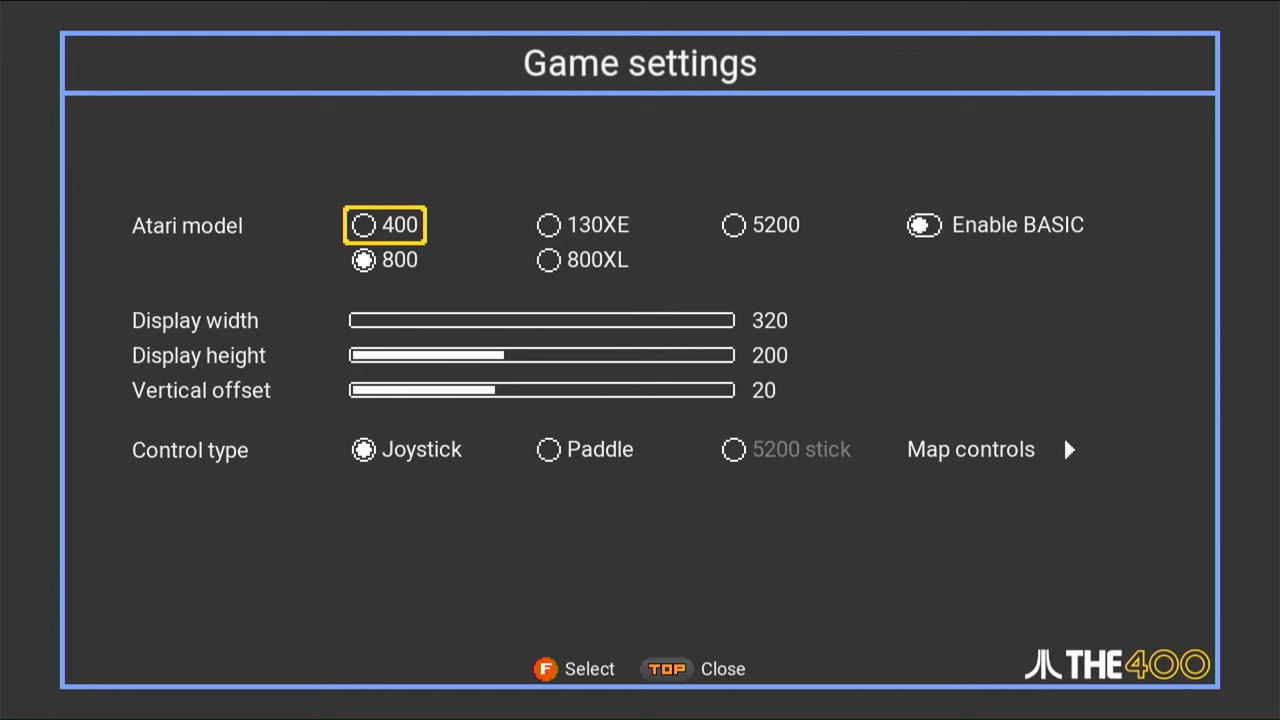 Game settings
Atari model 400 130XE 5200 Enable BASIC
800 800XL
Display width 320
Display height 200
Vertical offset 20
Control type Joystick Paddle 5200 stick Map controls
F Select TOP Close
THE400